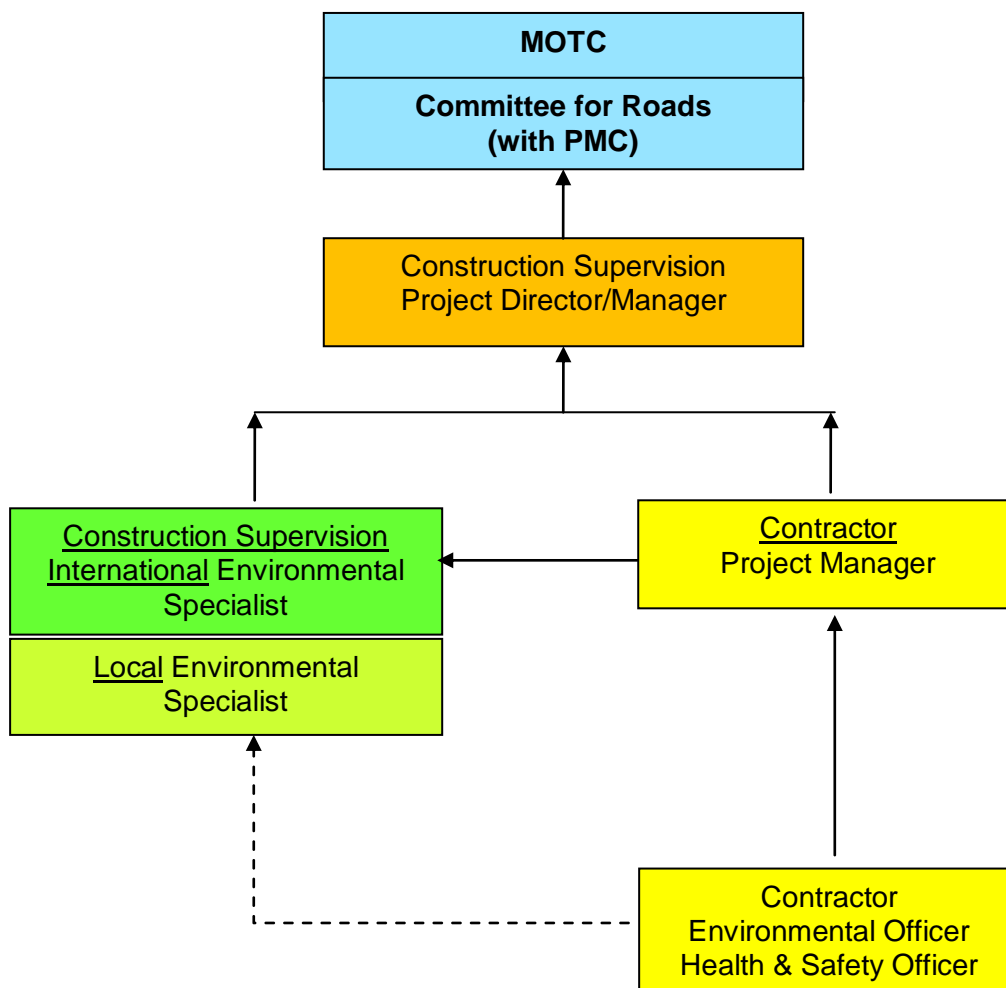 MOTC
Committee for Roads
(with PMC)
Construction Supervision
Project Director/Manager
Construction Supervision
International Environmental
Specialist
Local Environmental
Specialist
Contractor
Project Manager
Contractor
Environmental Officer
Health & Safety Officer